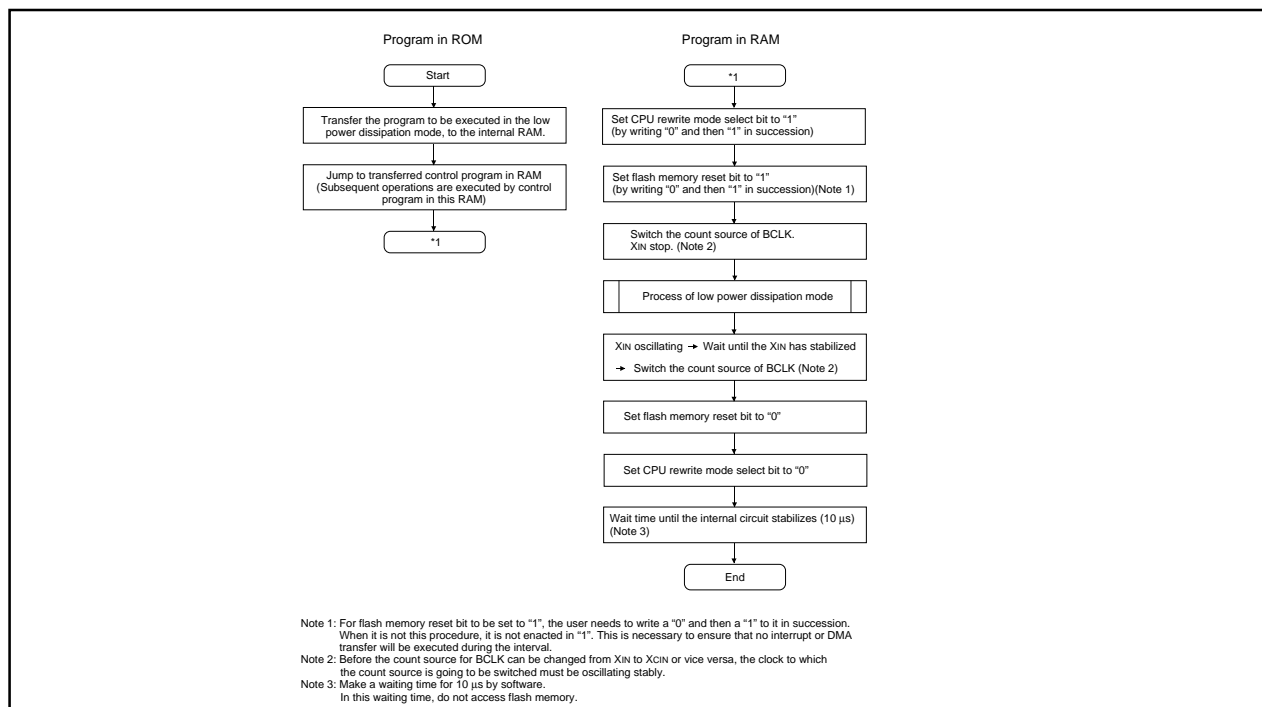 Program in ROM
Start
Transfer the program to be executed in the low
power dissipation mode, to the internal RAM.
Jump to transferred control program in RAM
(Subsequent operations are executed by control
program in this RAM)
*1
Program in RAM
*1
Set CPU rewrite mode select bit to “1”
(by writing “0” and then “1” in succession)
Set flash memory reset bit to “1”
(by writing “0” and then “1” in succession)(Note 1)
Switch the count source of BCLK.
XIN stop. (Note 2)
Process of low power dissipation mode
XIN oscillating → Wait until the XIN has stabilized
→ Switch the count source of BCLK (Note 2)
Set flash memory reset bit to “0”
Set CPU rewrite mode select bit to “0”
Wait time until the internal circuit stabilizes (10 μs)
(Note 3)
End
Note 1: For flash memory reset bit to be set to “1”, the user needs to write a “0” and then a “1” to it in succession.
When it is not this procedure, it is not enacted in “1”. This is necessary to ensure that no interrupt or DMA
transfer will be executed during the interval.
Note 2: Before the count source for BCLK can be changed from XIN to XCIN or vice versa, the clock to which
the count source is going to be switched must be oscillating stably.
Note 3: Make a waiting time for 10 μs by software.
In this waiting time, do not access flash memory.